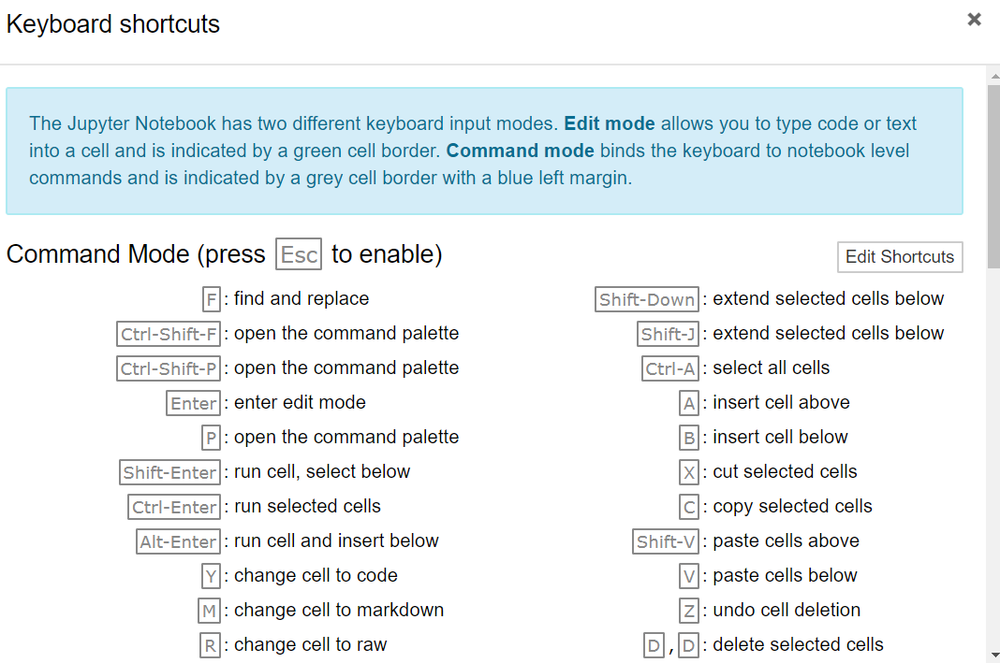 Keyboard shortcuts
×
The Jupyter Notebook has two different keyboard input modes. Edit mode allows you to type code or text
into a cell and is indicated by a green cell border. Command mode binds the keyboard to notebook level
commands and is indicated by a grey cell border with a blue left margin.
Command Mode (press Esc to enable)
Edit Shortcuts
F : find and replace
Ctrl-Shift-F : open the command palette
Ctrl-Shift-P : open the command palette
Enter : enter edit mode
P : open the command palette
Shift-Enter : run cell, select below
Ctrl-Enter : run selected cells
Alt-Enter : run cell and insert below
Y : change cell to code
M : change cell to markdown
R : change cell to raw
Shift-Down : extend selected cells below
Shift-J : extend selected cells below
Ctrl-A : select all cells
A : insert cell above
B : insert cell below
X : cut selected cells
C : copy selected cells
Shift-V : paste cells above
V : paste cells below
Z : undo cell deletion
D , D : delete selected cells